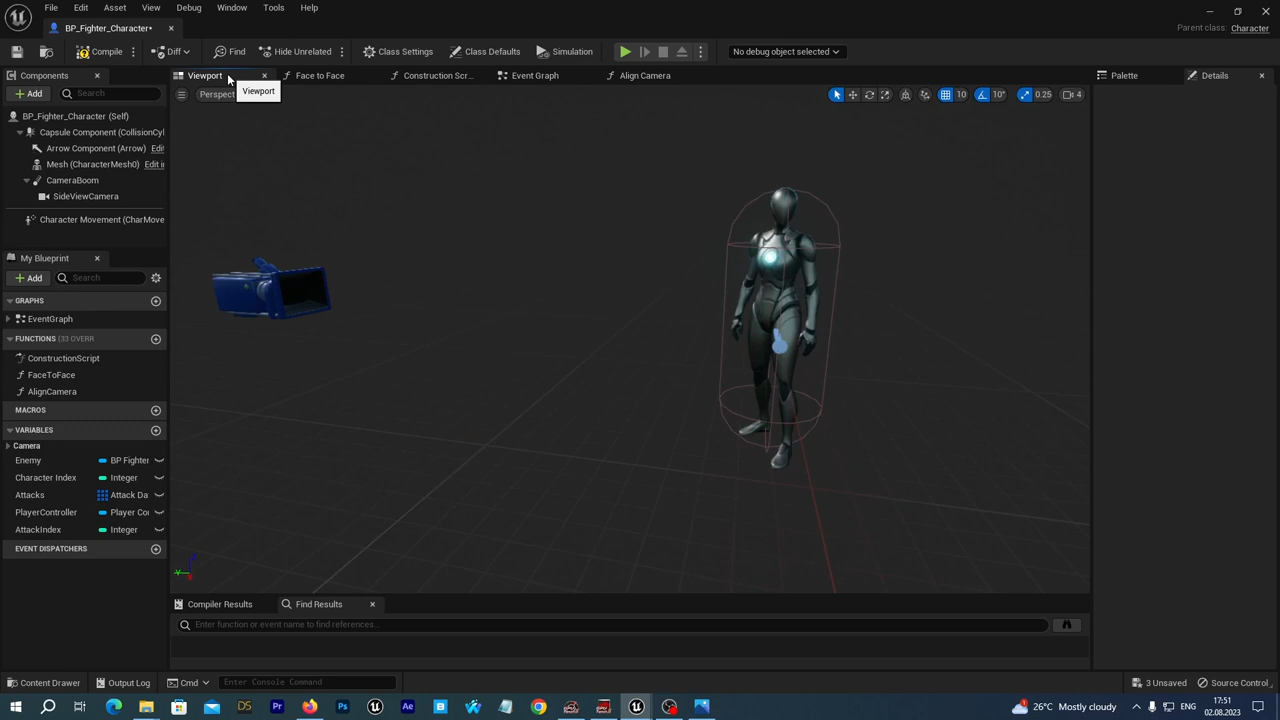 File Edit Asset View Debug Window Tools Help
BP_Fighter_Character*
Parent class: Character
Compile Diff Find Hide Unrelated Class Settings Class Defaults Simulation No debug object selected
Components
Viewport Face to Face Construction Scr... Event Graph Align Camera
Palette Details
Add Search
Perspect
Viewport
10 10° 0.25 4
BP_Fighter_Character (Self)
Capsule Component (CollisionCyl
Arrow Component (Arrow) Edit
Mesh (CharacterMesh0) Edit i
CameraBoom
SideViewCamera
Character Movement (CharMove
My Blueprint
Add Search
GRAPHS
EventGraph
FUNCTIONS (33 OVERR
ConstructionScript
FaceToFace
AlignCamera
MACROS
VARIABLES
Camera
Enemy BP Fighter
Character Index Integer
Attacks Attack Da
PlayerController Player Co
AttackIndex Integer
EVENT DISPATCHERS
Compiler Results Find Results
Enter function or event name to find references...
Content Drawer Output Log Cmd Enter Console Command 3 Unsaved Source Control
26°C Mostly cloudy ENG 17:51
02.08.2023